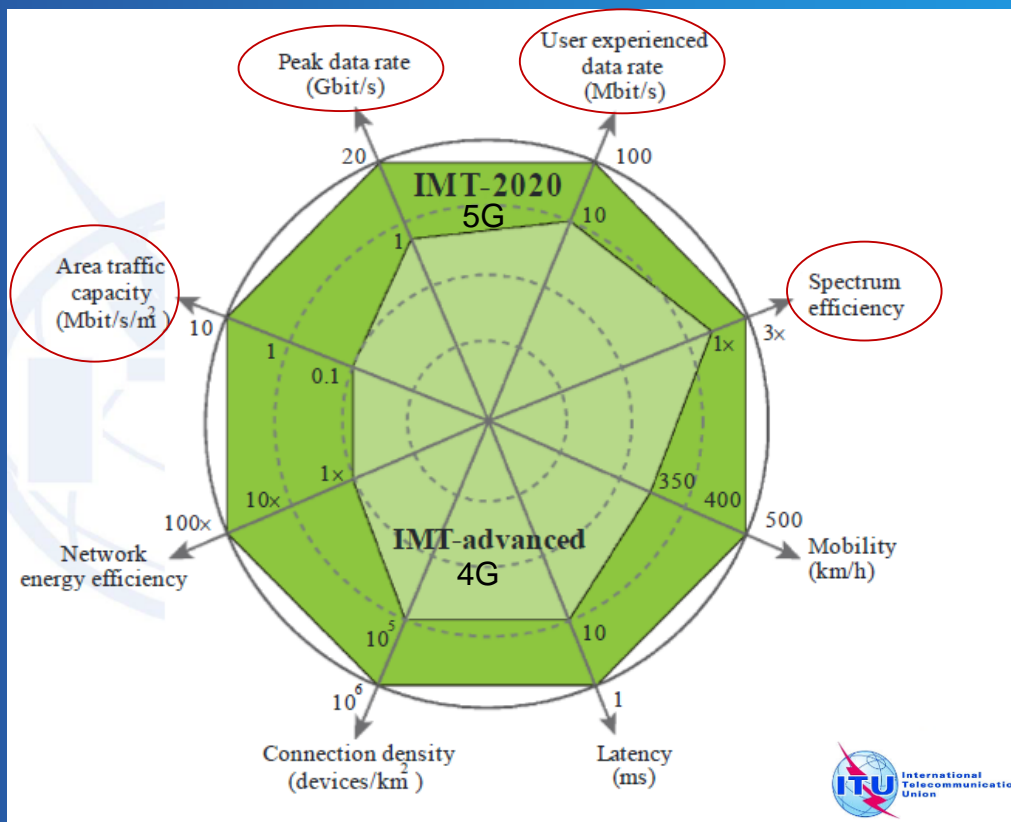 Peak data rate
(Gbit/s)
User experienced
data rate
(Mbit/s)
20
100
IMT-2020
5G
1
10
Area traffic
capacity
(Mbit/s/m²)
Spectrum
efficiency
10
1
0.1
1×
3×
1×
10×
100×
350
400
500
Network
energy efficiency
IMT-advanced
4G
Mobility
(km/h)
10⁵
10
10⁶
1
Connection density
(devices/km²)
Latency
(ms)
ITU
International
Telecommunicatio
Union